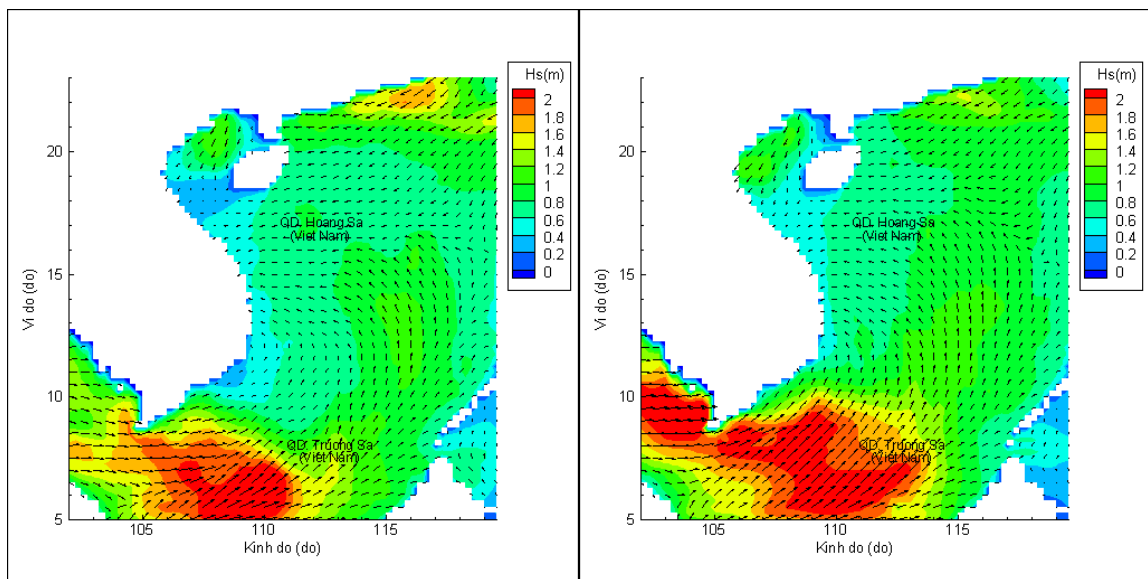 Hs(m)
2
1.8
1.6
1.4
1.2
1
0.8
0.6
0.4
0.2
0
20
15
10
5
Vi do (do)
QD. Hoang Sa
(Viet Nam)
QD. Truong Sa
(Viet Nam)
105
110
115
Kinh do (do)
Hs(m)
2
1.8
1.6
1.4
1.2
1
0.8
0.6
0.4
0.2
0
20
15
10
5
Vi do (do)
QD. Hoang Sa
(Viet Nam)
QD. Truong Sa
(Viet Nam)
105
110
115
Kinh do (do)